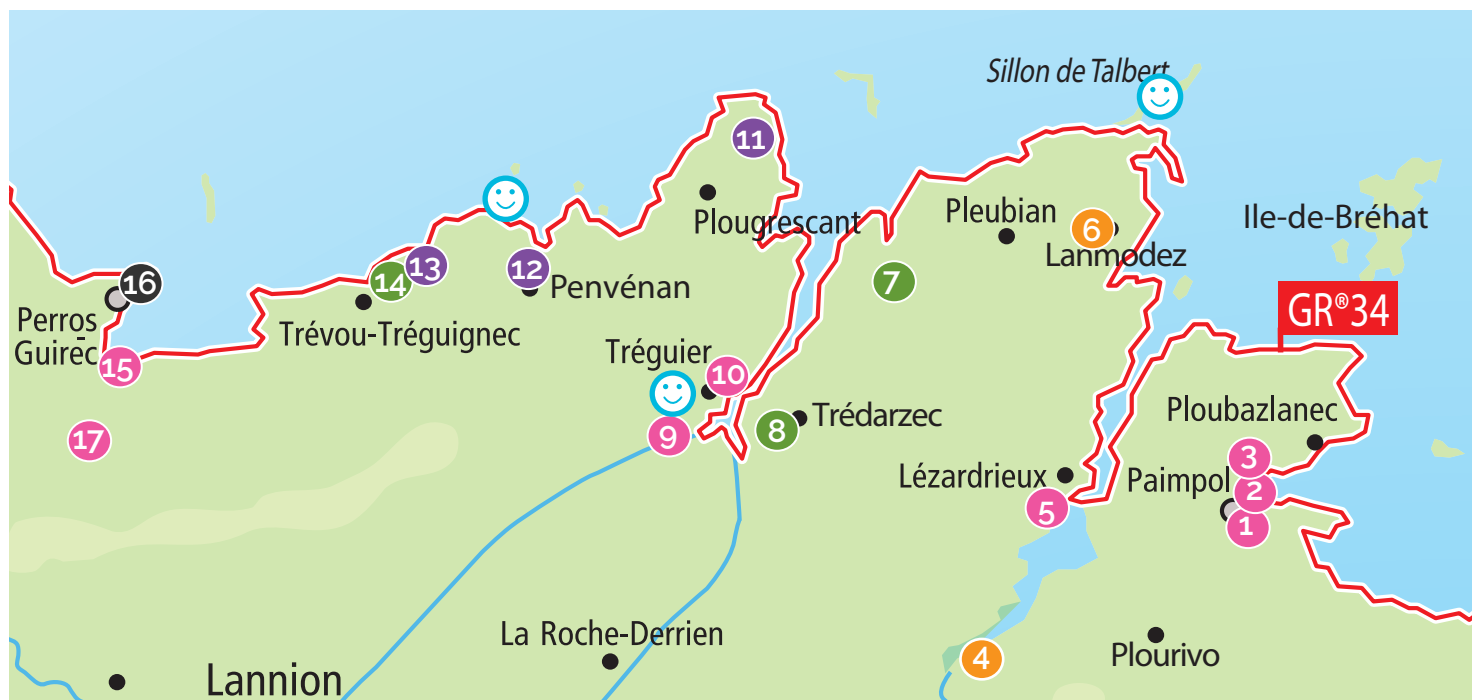 Sillon de Talbert
11
Plougrescant
Pleubian
6
Lanmodez
Ile-de-Bréhat
16
Perros
Guirec
13
14
12
Penvénan
7
Trévou-Tréguignec
GR®34
Tréguier
15
10
17
9
8
Trédarzec
Ploubazlanec
3
Lézardrieux
Paimpol
2
5
1
La Roche-Derrien
4
Plourivo
Lannion